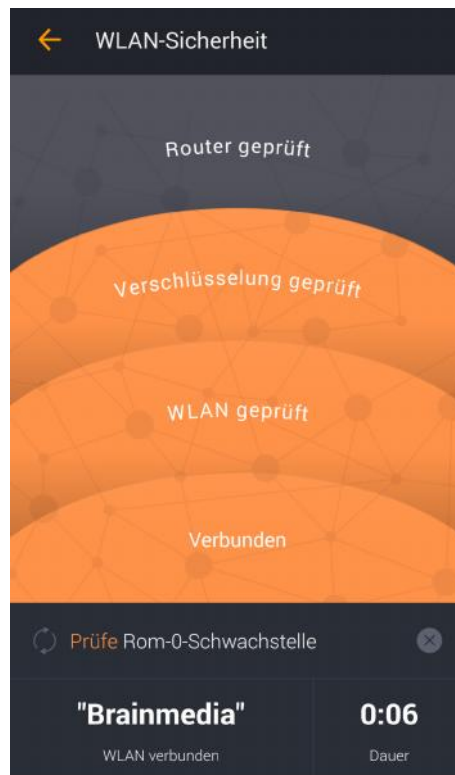 WLAN-Sicherheit
Router geprüft
Verschlüsselung geprüft
WLAN geprüft
Verbunden
Prüfe Rom-0-Schwachstelle
"Brainmedia"
WLAN verbunden
0:06
Dauer